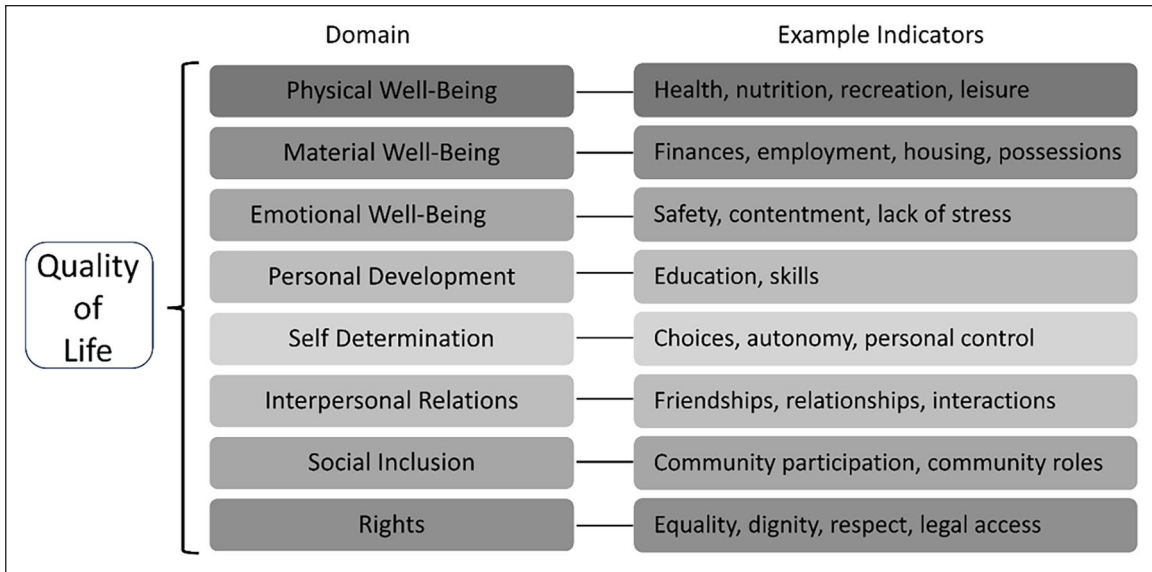 Domain
Example Indicators
Quality
of
Life
Physical Well-Being
Health, nutrition, recreation, leisure
Material Well-Being
Finances, employment, housing, possessions
Emotional Well-Being
Safety, contentment, lack of stress
Personal Development
Education, skills
Self Determination
Choices, autonomy, personal control
Interpersonal Relations
Friendships, relationships, interactions
Social Inclusion
Community participation, community roles
Rights
Equality, dignity, respect, legal access